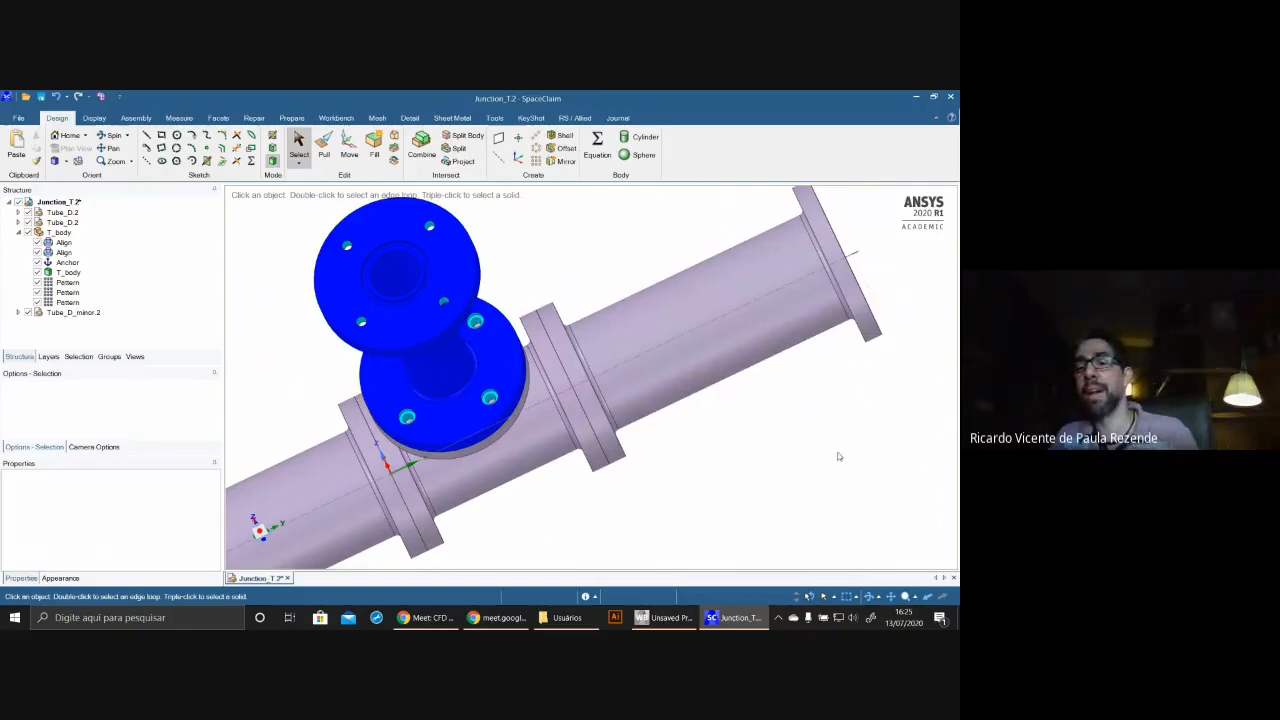 Junction_T.2 - SpaceClaim
File Design Display Assembly Measure Facets Repair Prepare Workbench Mesh Detail Sheet Metal Tools KeyShot RS / Allied Journal
Paste
Home Spin
Plan View Pan
Zoom
Select Pull Move Fill
Combine
Split Body
Split
Project
Shell
Offset
Mirror
Equation
Cylinder
Sphere
Clipboard Orient Sketch Mode Edit Intersect Create Body
Structure
Click an object. Double-click to select an edge loop. Triple-click to select a solid.
Junction_T.2*
Tube_D.2
Tube_D.2
T_body
Align
Align
Anchor
T_body
Pattern
Pattern
Pattern
Tube_D_minor.2
ANSYS
2020 R1
ACADEMIC
Structure Layers Selection Groups Views
Options - Selection
Options - Selection Camera Options
Properties
Z
Y
Properties Appearance
Junction_T.2*
Click an object. Double-click to select an edge loop. Triple-click to select a solid.
Digite aqui para pesquisar
Meet: CFD ...
meet.googl...
Usuários
Ai
WB Unsaved Pr...
SC Junction_T...
16:25
13/07/2020
Ricardo Vicente de Paula Rezende